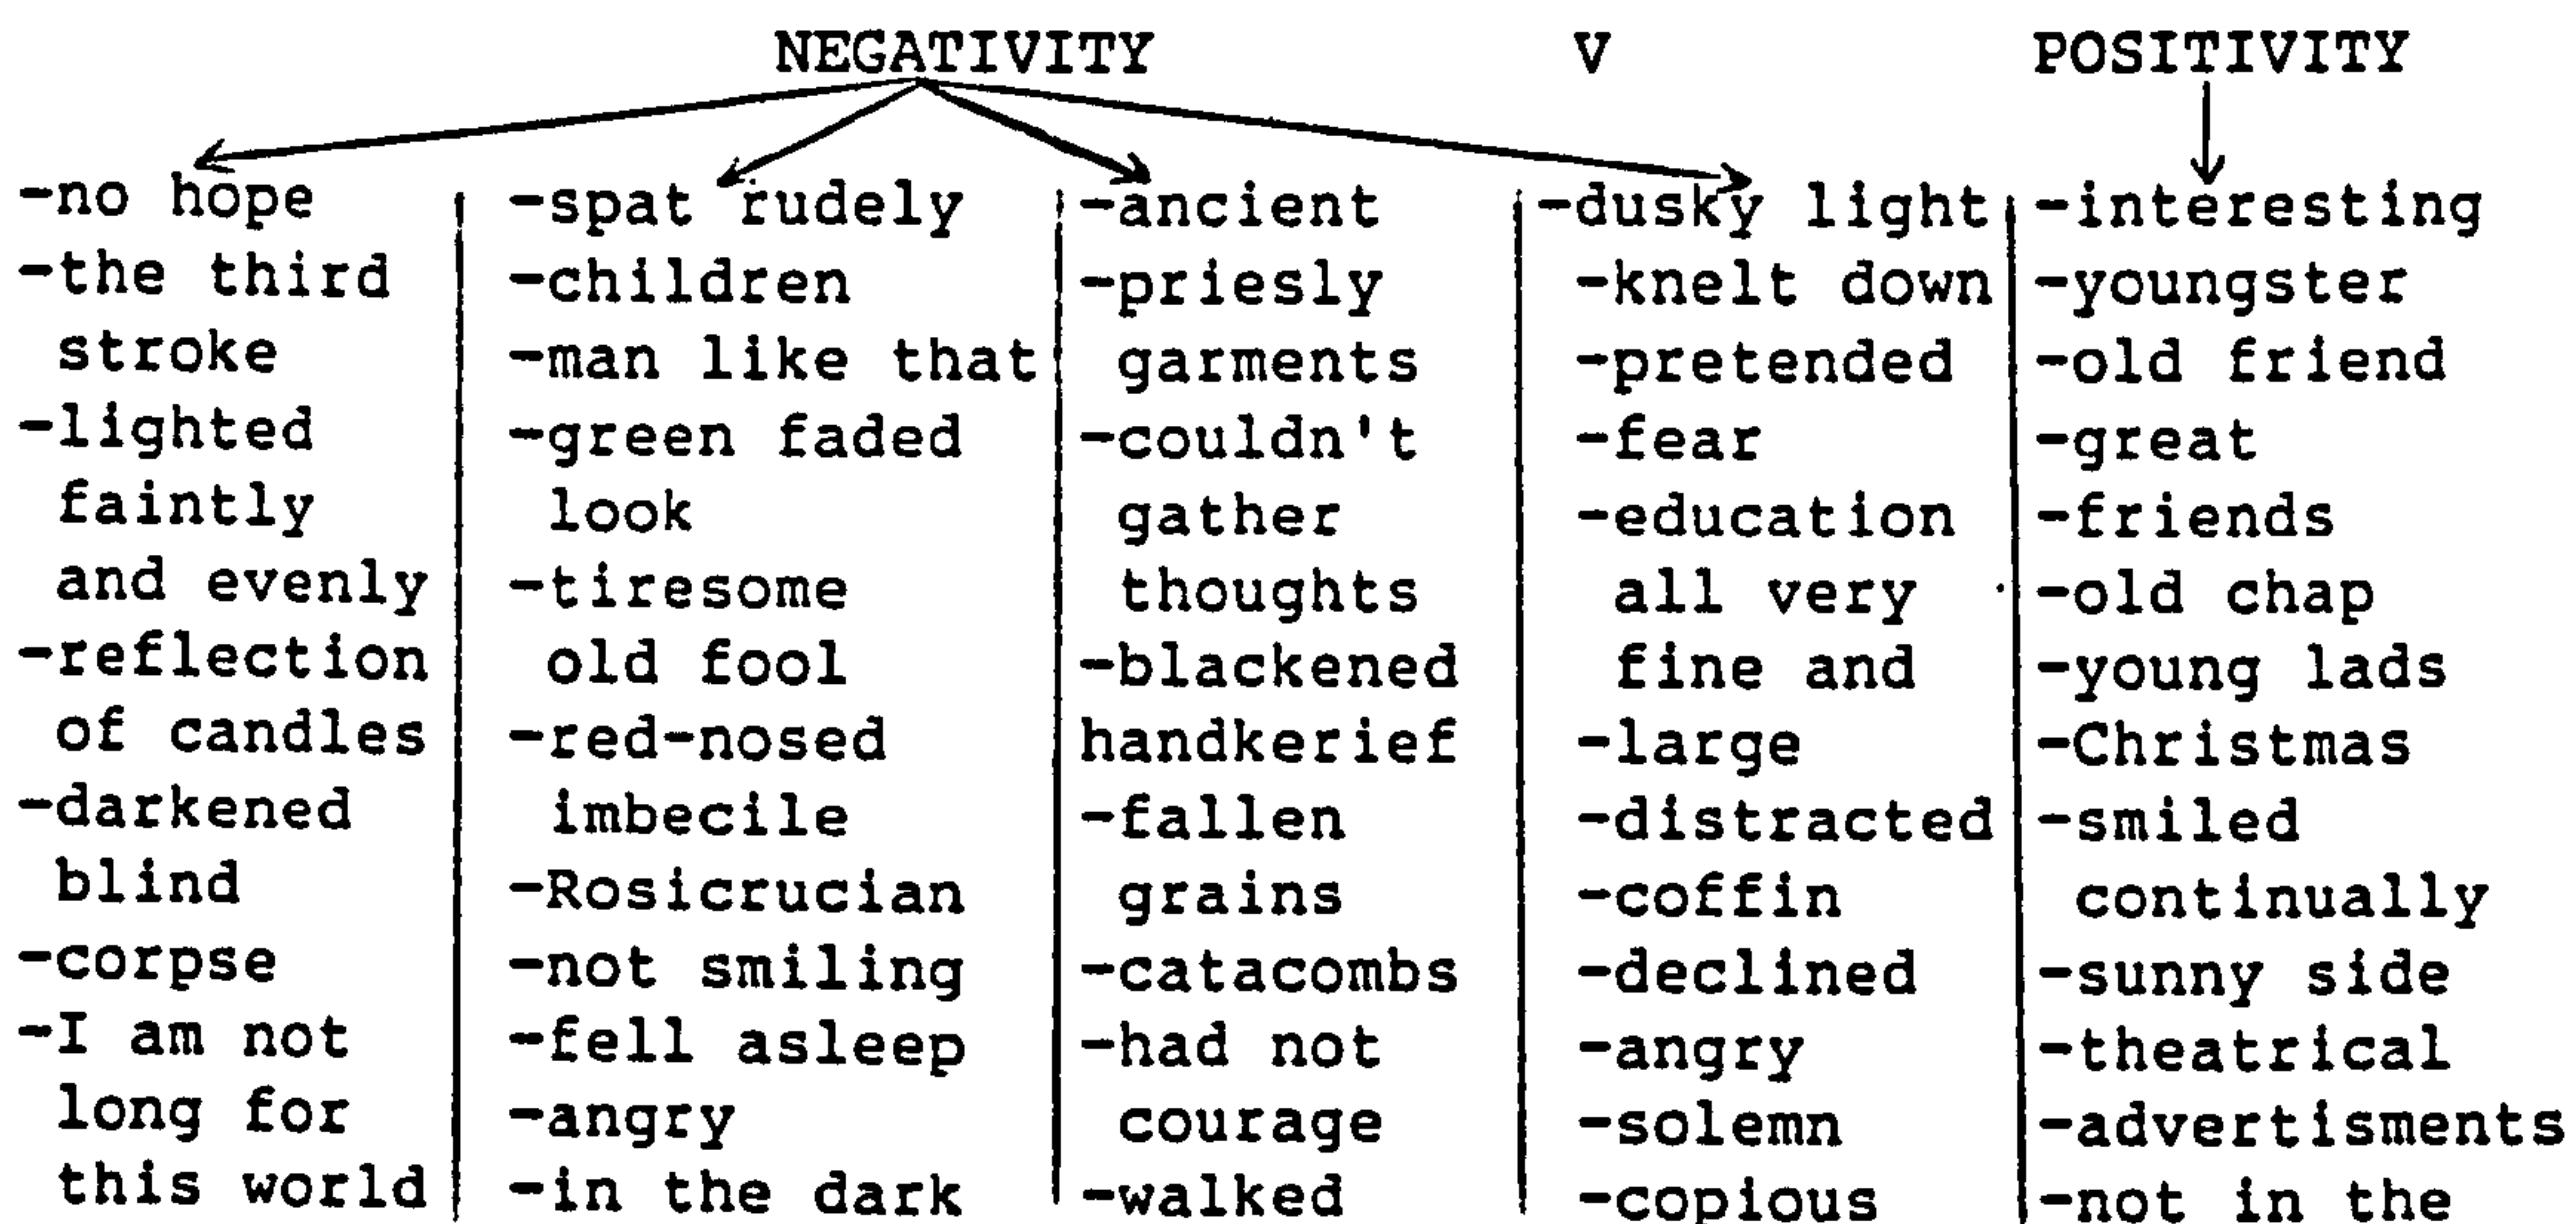 NEGATIVITY V POSITIVITY
-no hope
-the third
stroke
-lighted
faintly
and evenly
-reflection
of candles
-darkened
blind
-corpse
-I am not
long for
this world
-spat rudely
-children
-man like that
-green faded
look
-tiresome
old fool
-red-nosed
imbecile
-Rosicrucian
-not smiling
-fell asleep
-angry
-in the dark
-ancient
-priesly
garments
-couldn't
gather
thoughts
-blackened
handkerief
-fallen
grains
-catacombs
-had not
courage
-walked
-dusky light
-knelt down
-pretended
-fear
-education
all very
fine and
-large
-distracted
-coffin
-declined
-angry
-solemn
-copious
-interesting
-youngster
-old friend
-great
-friends
-old chap
-young lads
-Christmas
-smiled
continually
-sunny side
-theatrical
-advertisments
-not in the